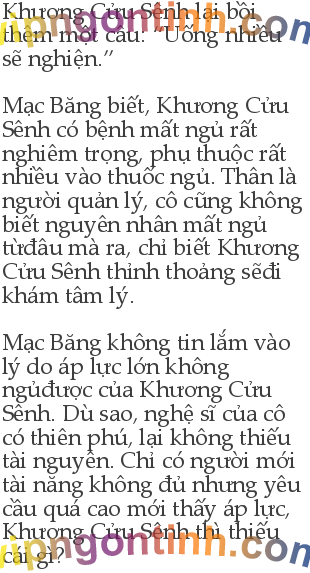 Khương Cửu Sênh lại bồi
thêm một câu: “Uống nhiều
sẽ nghiện.”
Mạc Băng biết, Khương Cửu
Sênh có bệnh mất ngủ rất
nghiêm trọng, phụ thuộc rất
nhiều vào thuốc ngủ. Thân là
người quản lý, cô cũng không
biết nguyên nhân mất ngủ
từđâu mà ra, chỉ biết Khương
Cửu Sênh thỉnh thoảng sẽđi
khám tâm lý.
Mạc Băng không tin lắm vào
lý do áp lực lớn không
ngủđược của Khương Cửu
Sênh. Dù sao, nghệ sĩ của cô
có thiên phú, lại không thiếu
tài nguyên. Chỉ có người mới
tài năng không đủ nhưng yêu
cầu quá cao mới thấy áp lực,
Khương Cửu Sênh thì thiếu
cái gì?
vipngontinh.com